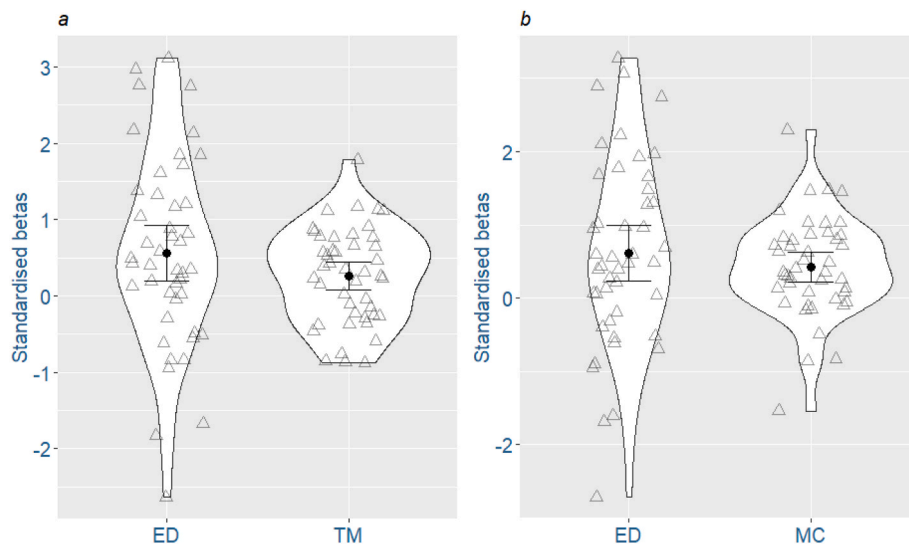 a
Standardised betas
3
2
1
0
-1
-2
ED
TM
b
Standardised betas
2
0
-2
ED
MC